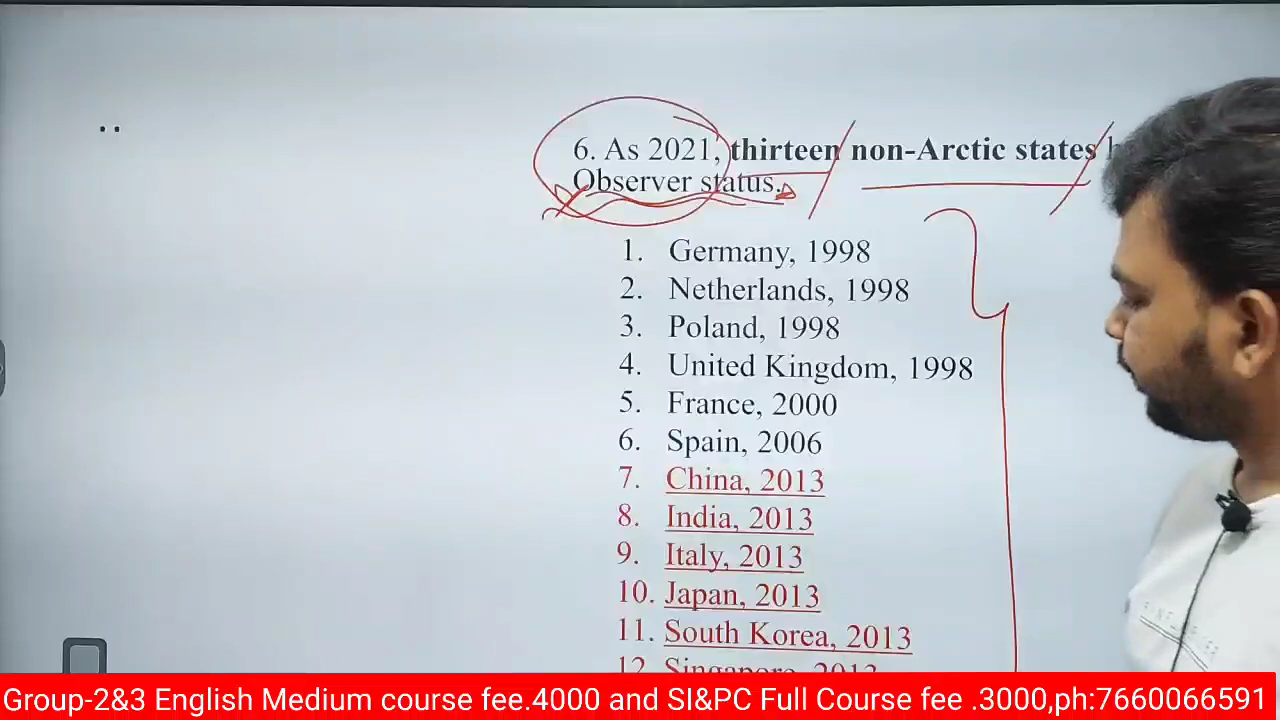 6. As 2021, thirteen non-Arctic states
Observer status.
1. Germany, 1998
2. Netherlands, 1998
3. Poland, 1998
4. United Kingdom, 1998
5. France, 2000
6. Spain, 2006
7. China, 2013
8. India, 2013
9. Italy, 2013
10. Japan, 2013
11. South Korea, 2013
12. Singapore, 2013
Group-2&3 English Medium course fee.4000 and SI&PC Full Course fee .3000,ph:7660066591